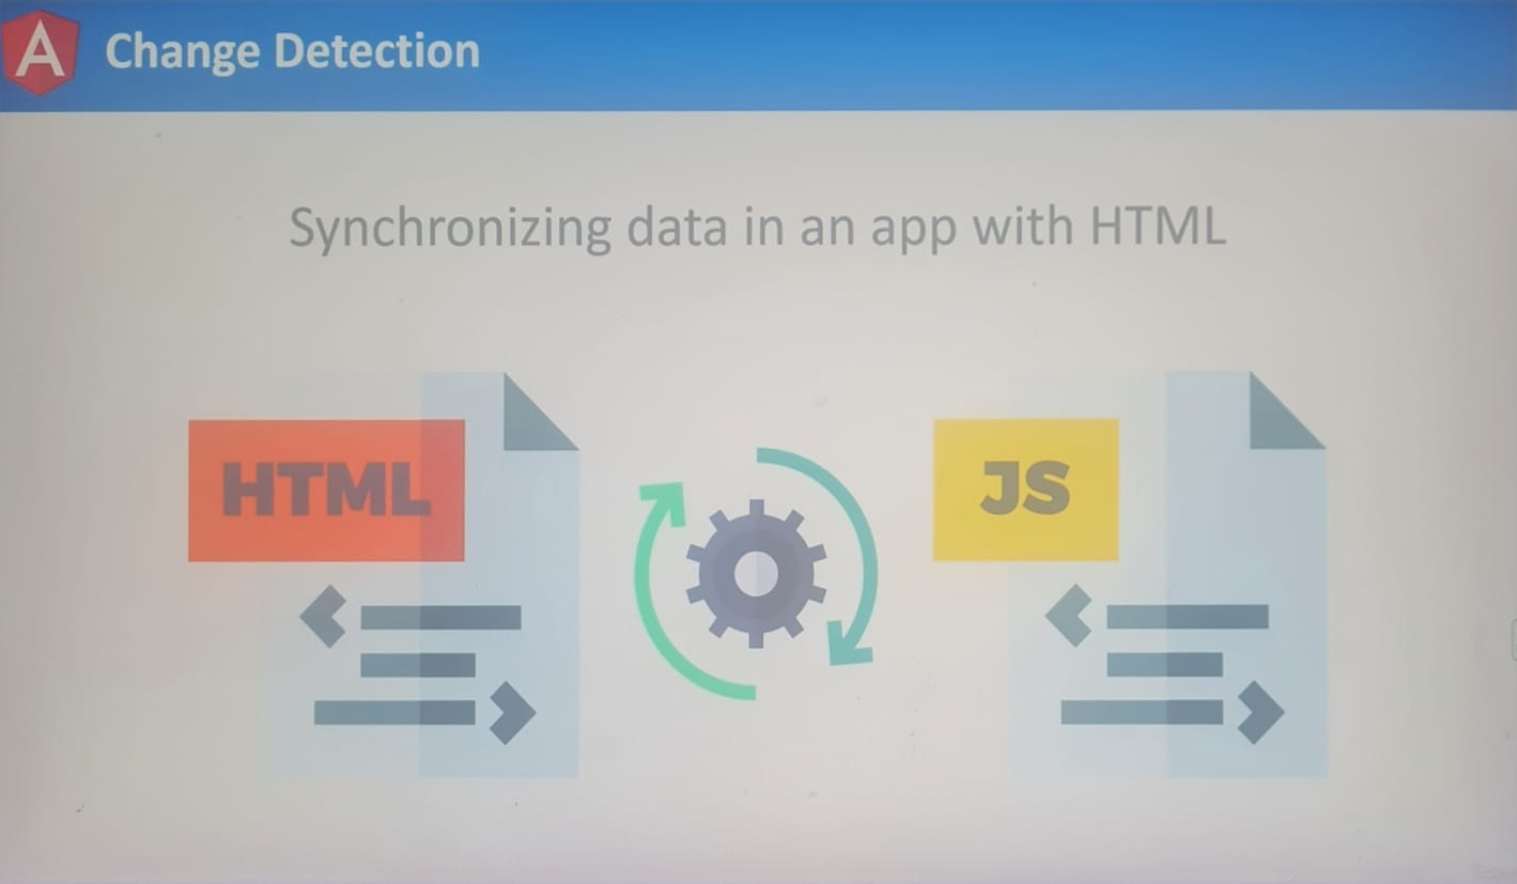 A
Change Detection
Synchronizing data in an app with HTML
HTML
JS